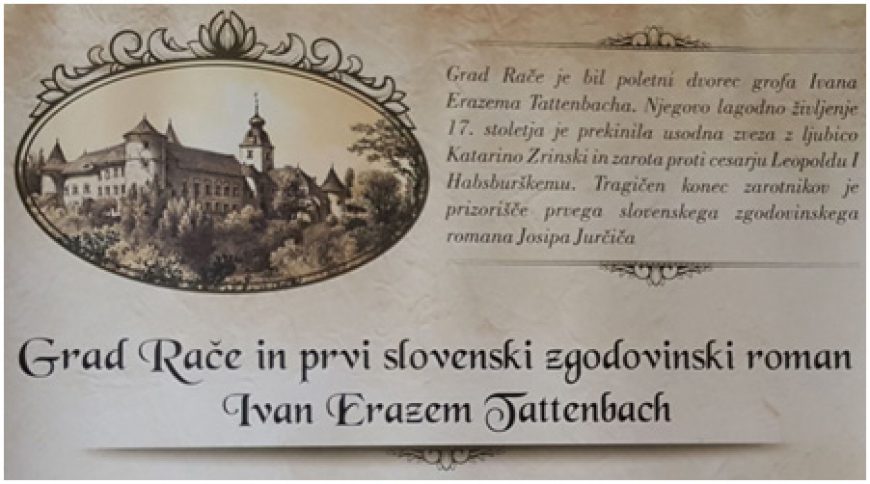 Grad Rače je bil poletni dvorec grofa Ivana
Erazema Tattenbacha. Njegovo lagodno življenje
17. stoletja je prekinila usodna zveza z ljubico
Katarino Zrinski in zarota proti cesarju Leopoldu I
Habsburškemu. Tragičen konec zarotnikov je
prizorišče prvega slovenskega zgodovinskega
romana Josipa Jurčiča
Grad Rače in prvi slovenski zgodovinski roman
Ivan Erazem Tattenbach